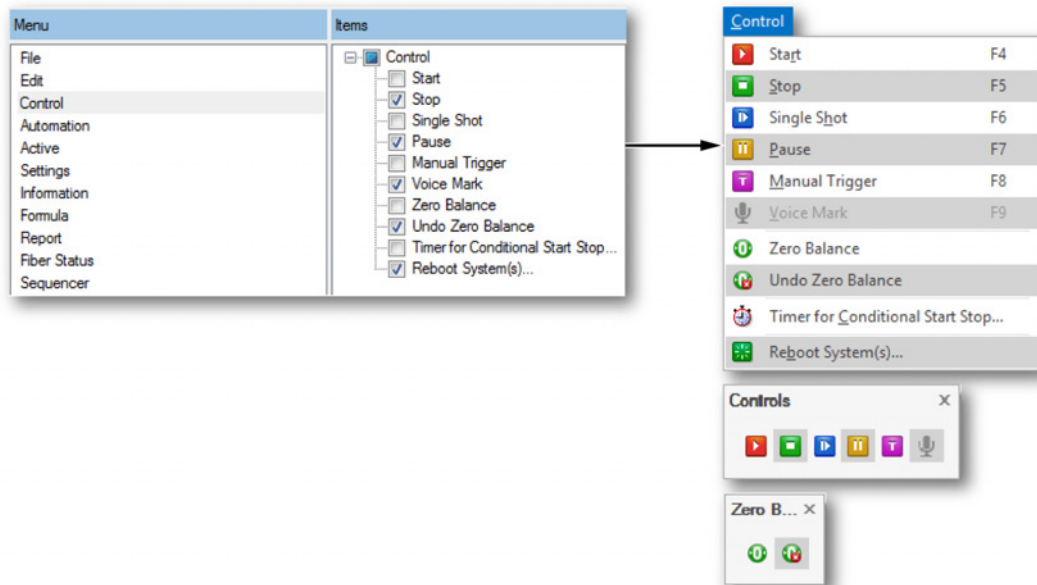 Menu
File
Edit
Control
Automation
Active
Settings
Information
Formula
Report
Fiber Status
Sequencer
Items
Control
Start
Stop
Single Shot
Pause
Manual Trigger
Voice Mark
Zero Balance
Undo Zero Balance
Timer for Conditional Start Stop...
Reboot System(s)...
Control
Start F4
Stop F5
Single Shot F6
Pause F7
T Manual Trigger F8
Voice Mark F9
0 Zero Balance
Undo Zero Balance
Timer for Conditional Start Stop...
Reboot System(s)...
Controls
T
Zero B...
0